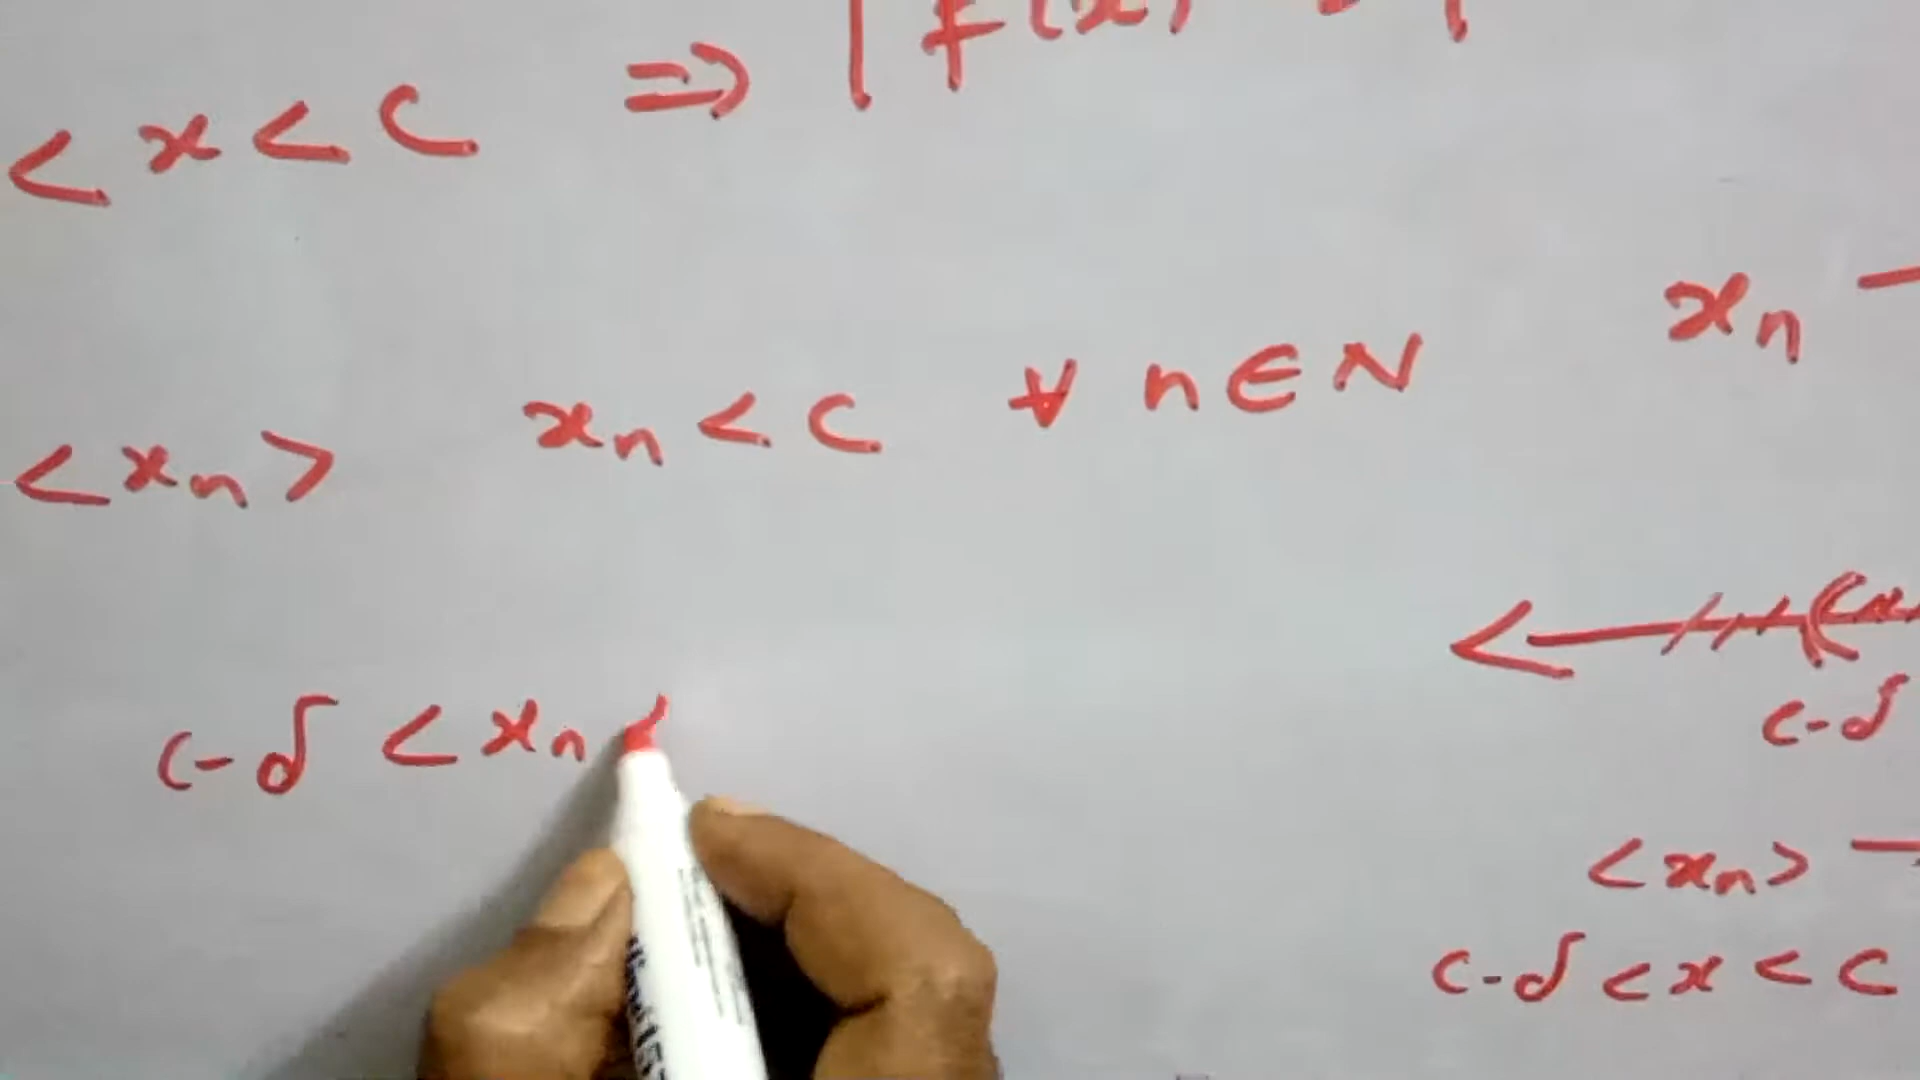 < x < C ⇒ | f(x)
xn
<xn> xn < C ∀ n ∈ N
c-δ
c-δ < xn <
<xn>
c-δ < x < C